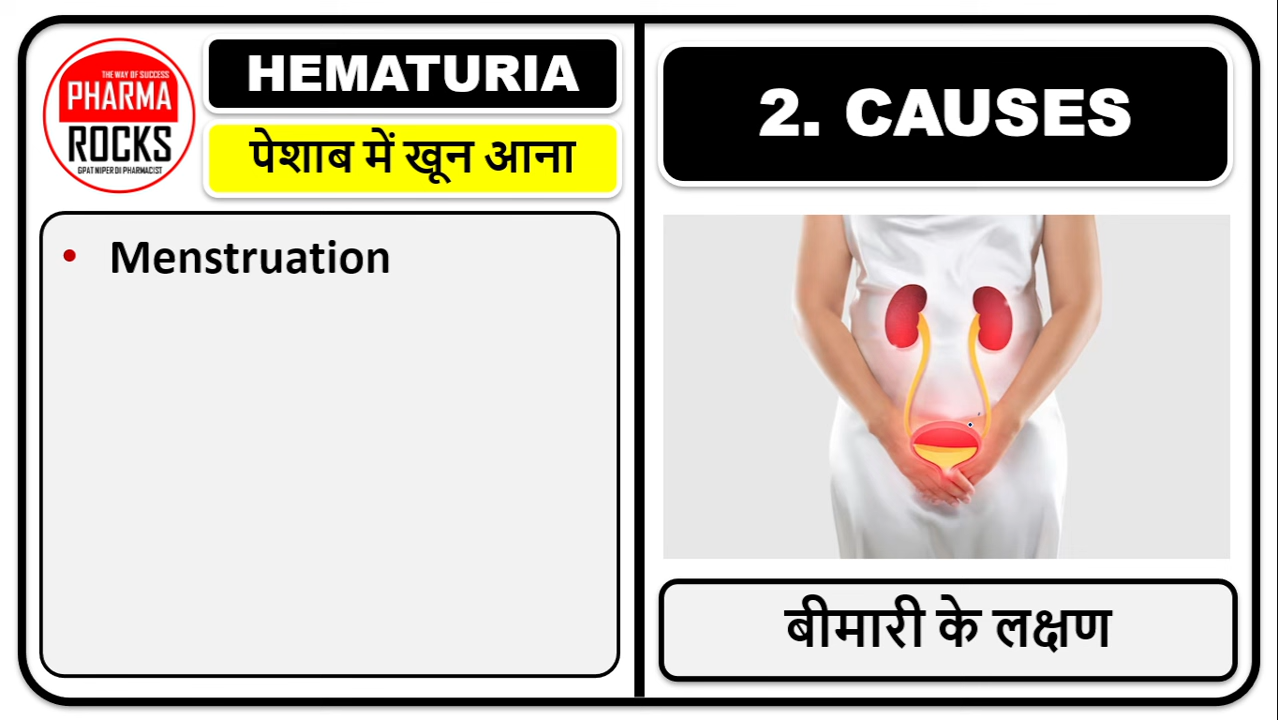 THE WAY OF SUCCESS
PHARMA
ROCKS
GPAT NIPER DI PHARMACIST
HEMATURIA
पेशाब में खून आना
• Menstruation
2. CAUSES
बीमारी के लक्षण